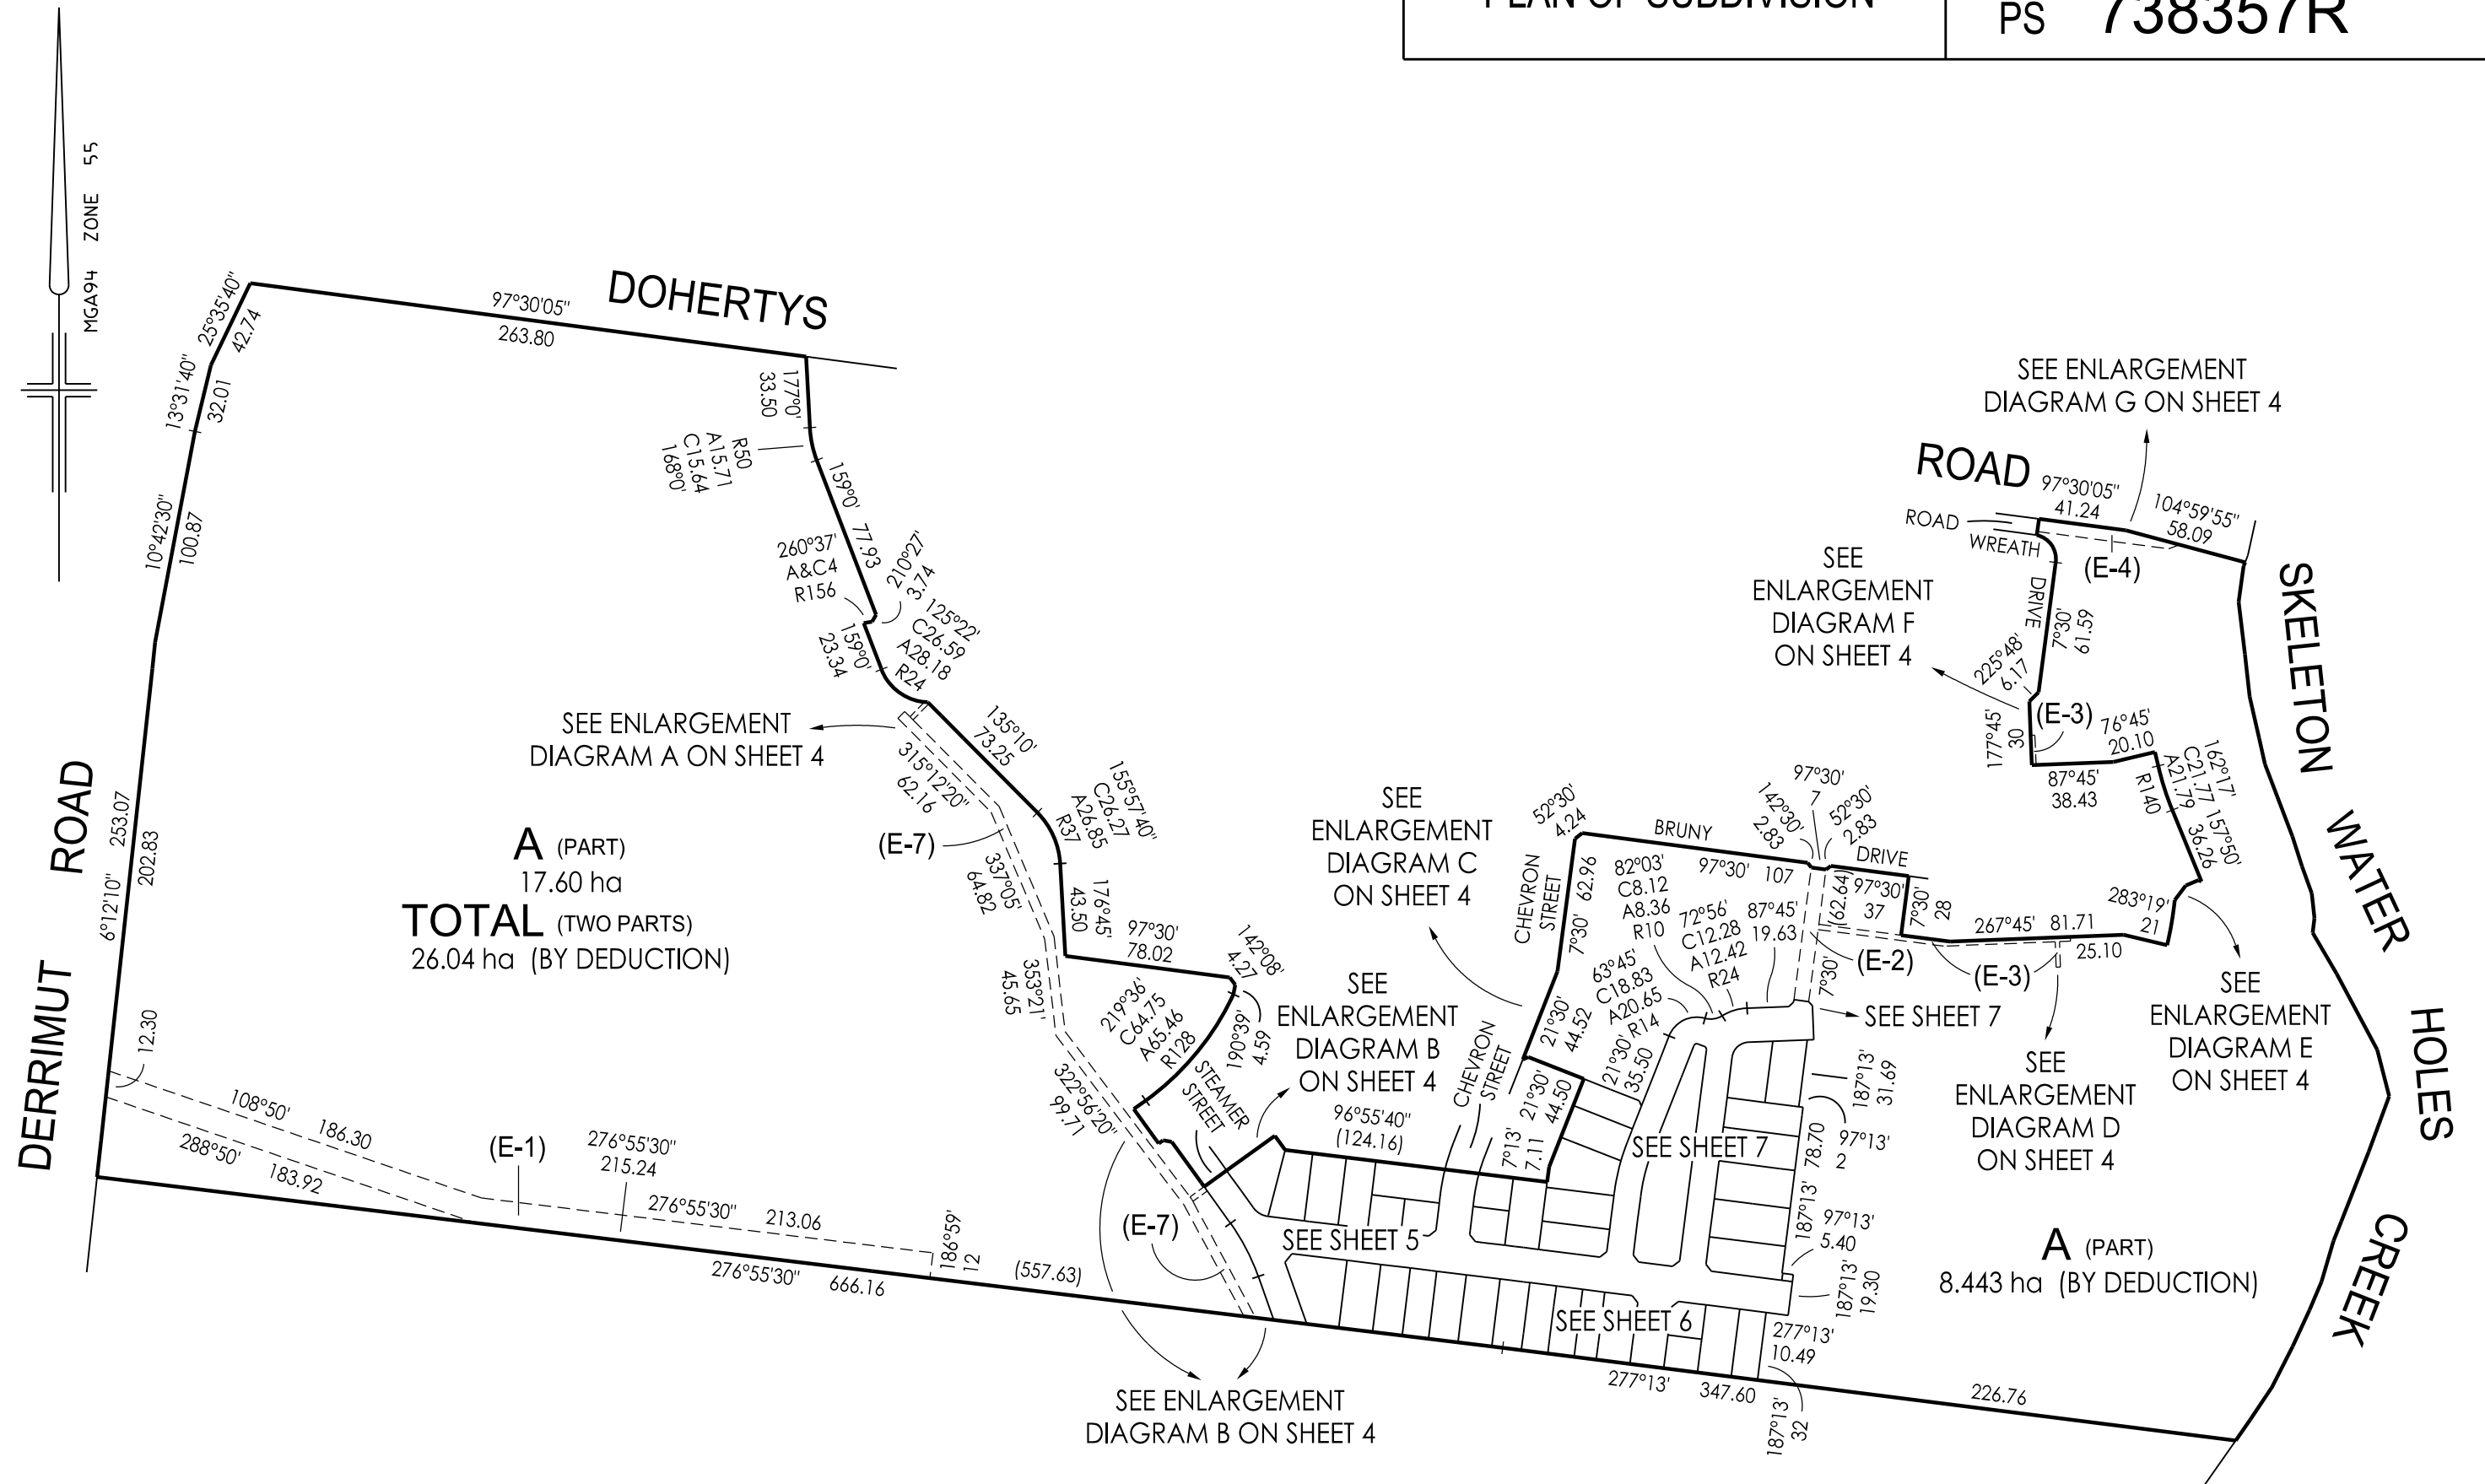 PLAN OF SUBDIVISION
PS 738357R
MGA94 ZONE 55
DOHERTYS
97°30'05"
263.80
25°35'40"
42.74
13°31'40"
32.01
10°42'30"
100.87
177°0'
33.50
R50
A15.71
C15.64
168°0'
159°0' 77.93
260°37'
A&C4
R156
210°27'
3.74
125°22'
C26.59
A28.18
R24
159°0'
23.34
SEE ENLARGEMENT
DIAGRAM A ON SHEET 4
135°10'
73.25
315°12'20"
62.16
155°57'40"
C26.27
A26.85
R37
(E-7)
337°05'
64.82
176°45'
43.50
97°30'
78.02
142°08'
4.27
353°21'
45.65
219°36'
C64.75
A65.46
R128
190°39'
4.59
322°56'20"
99.71
STEAMER
STREET
SEE
ENLARGEMENT
DIAGRAM B
ON SHEET 4
A (PART)
17.60 ha
TOTAL (TWO PARTS)
26.04 ha (BY DEDUCTION)
DERRIMUT ROAD
6°12'10" 253.07
202.83
12.30
108°50' 186.30
288°50' 183.92
(E-1)
276°55'30"
215.24
276°55'30" 213.06
186°59'
12
276°55'30" 666.16
(557.63)
(E-7)
SEE ENLARGEMENT
DIAGRAM B ON SHEET 4
SEE ENLARGEMENT
DIAGRAM G ON SHEET 4
ROAD
97°30'05"
41.24
104°59'55"
58.09
ROAD
WREATH
DRIVE
(E-4)
7°30'
61.59
SEE
ENLARGEMENT
DIAGRAM F
ON SHEET 4
225°48'
6.17
177°45'
30
(E-3)
76°45'
20.10
87°45'
38.43
162°17'
C21.77
A21.79
R140
157°50'
36.26
SKELETON WATER HOLES CREEK
SEE
ENLARGEMENT
DIAGRAM C
ON SHEET 4
52°30'
4.24
BRUNY
DRIVE
97°30' 107
142°30'
2.83
97°30'
7
52°30'
2.83
CHEVRON
STREET
7°30' 62.96
82°03'
C8.12
A8.36
R10
72°56'
C12.28
A12.42
R24
87°45'
19.63
(62.64)
97°30'
37
7°30'
28
267°45' 81.71
25.10
283°19'
21
63°45'
C18.83
A20.65
R14
7°30'
(E-2)
(E-3)
SEE SHEET 7
SEE
ENLARGEMENT
DIAGRAM D
ON SHEET 4
SEE
ENLARGEMENT
DIAGRAM E
ON SHEET 4
21°30'
44.52
21°30'
35.50
CHEVRON
STREET
96°55'40"
(124.16)
21°30'
44.50
7°13'
7.11
SEE SHEET 7
187°13'
31.69
97°13'
2
78.70
187°13'
97°13'
5.40
187°13'
19.30
SEE SHEET 5
SEE SHEET 6
277°13'
10.49
277°13' 347.60
187°13'
32
226.76
A (PART)
8.443 ha (BY DEDUCTION)